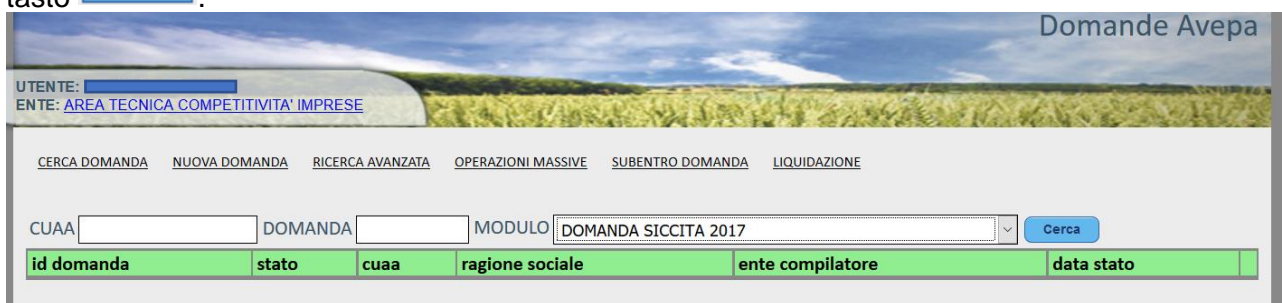 tasto .
Domande Avepa
UTENTE:
ENTE: AREA TECNICA COMPETITIVITA' IMPRESE
CERCA DOMANDA NUOVA DOMANDA RICERCA AVANZATA OPERAZIONI MASSIVE SUBENTRO DOMANDA LIQUIDAZIONE
CUAA DOMANDA MODULO DOMANDA SICCITA 2017 Cerca
id domanda stato cuaa ragione sociale ente compilatore data stato